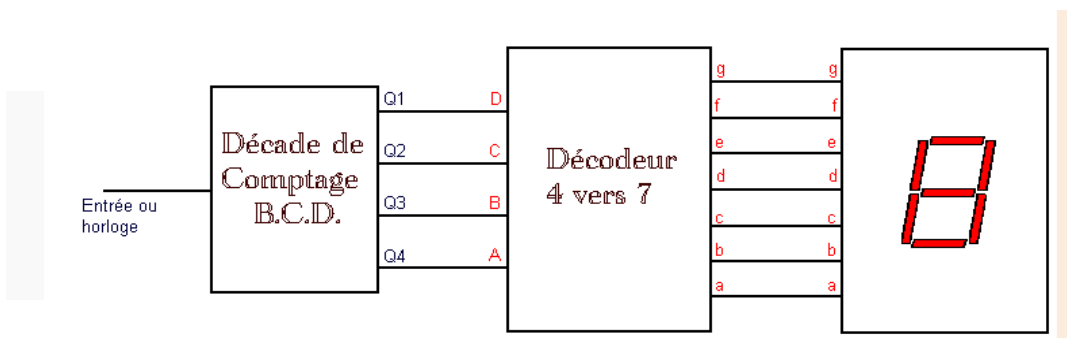 Entrée ou
horloge
Décade de
Comptage
B.C.D.
Q1
Q2
Q3
Q4
D
C
B
A
Décodeur
4 vers 7
g
f
e
d
c
b
a
g
f
e
d
c
b
a